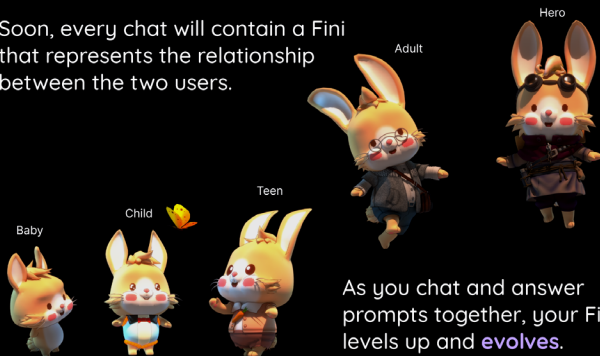 Soon, every chat will contain a Fini
that represents the relationship
between the two users.
Hero
Adult
Teen
Child
Baby
As you chat and answer
prompts together, your Fi
levels up and evolves.